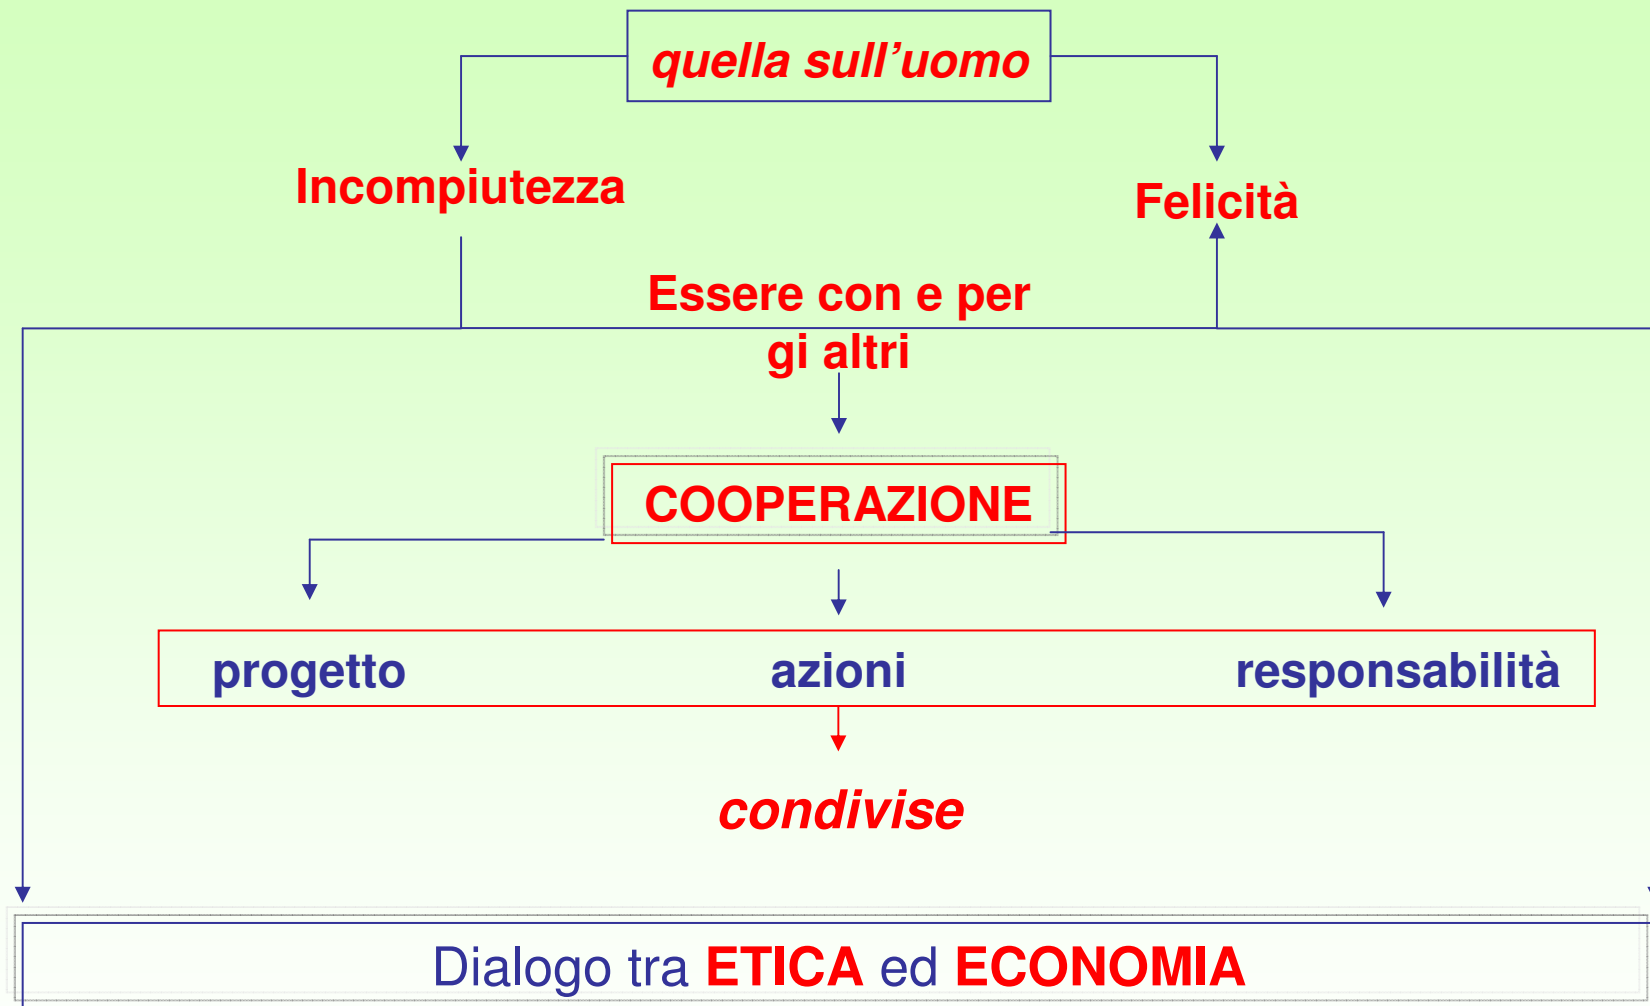 quella sull’uomo
Incompiutezza
Felicità
Essere con e per
gi altri
COOPERAZIONE
progetto azioni responsabilità
condivise
Dialogo tra ETICA ed ECONOMIA